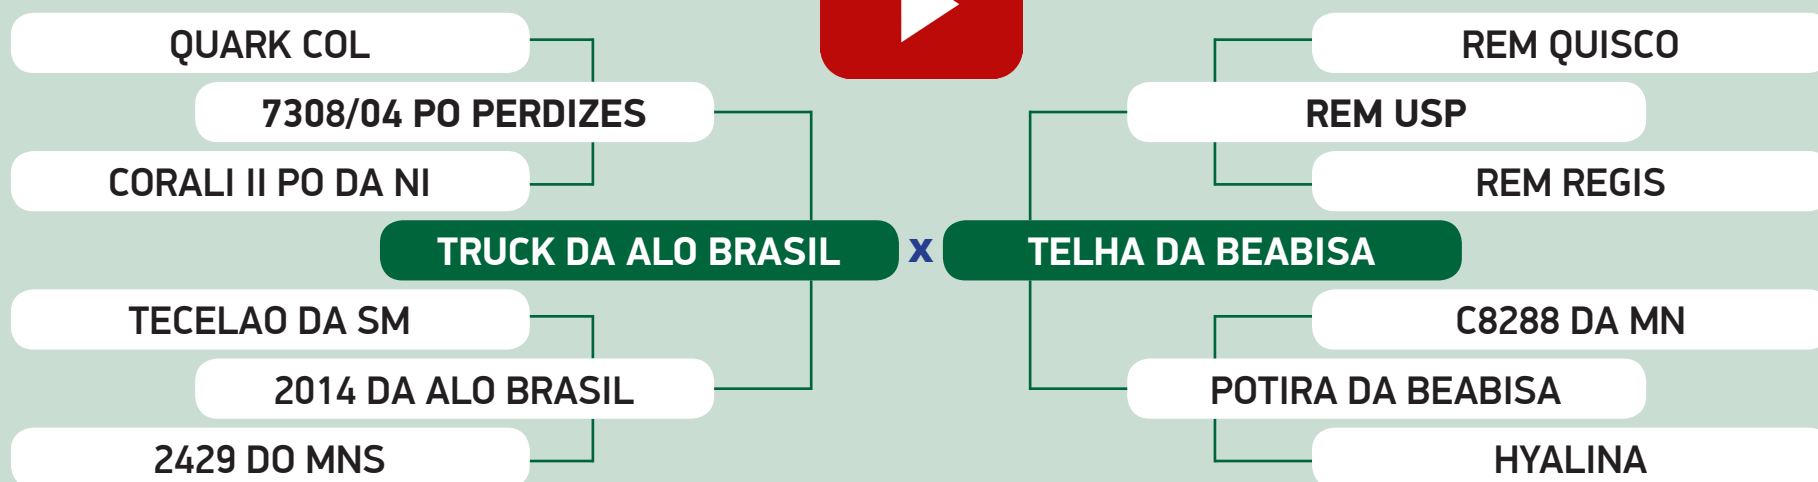 QUARK COL
REM QUISCO
7308/04 PO PERDIZES
REM USP
CORALI II PO DA NI
REM REGIS
TRUCK DA ALO BRASIL x TELHA DA BEABISA
TECELAO DA SM
C8288 DA MN
2014 DA ALO BRASIL
POTIRA DA BEABISA
2429 DO MNS
HYALINA